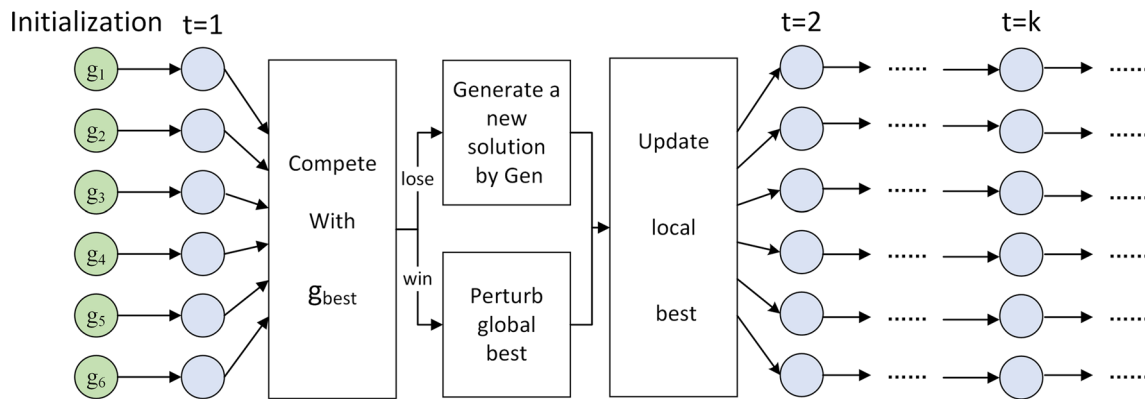 Initialization t=1 t=2 t=k
g1
g2
g3
g4
g5
g6
Compete
With
gbest
lose
win
Generate a
new
solution
by Gen
Perturb
global
best
Update
local
best
...... ......
...... ......
...... ......
...... ......
...... ......
...... ......